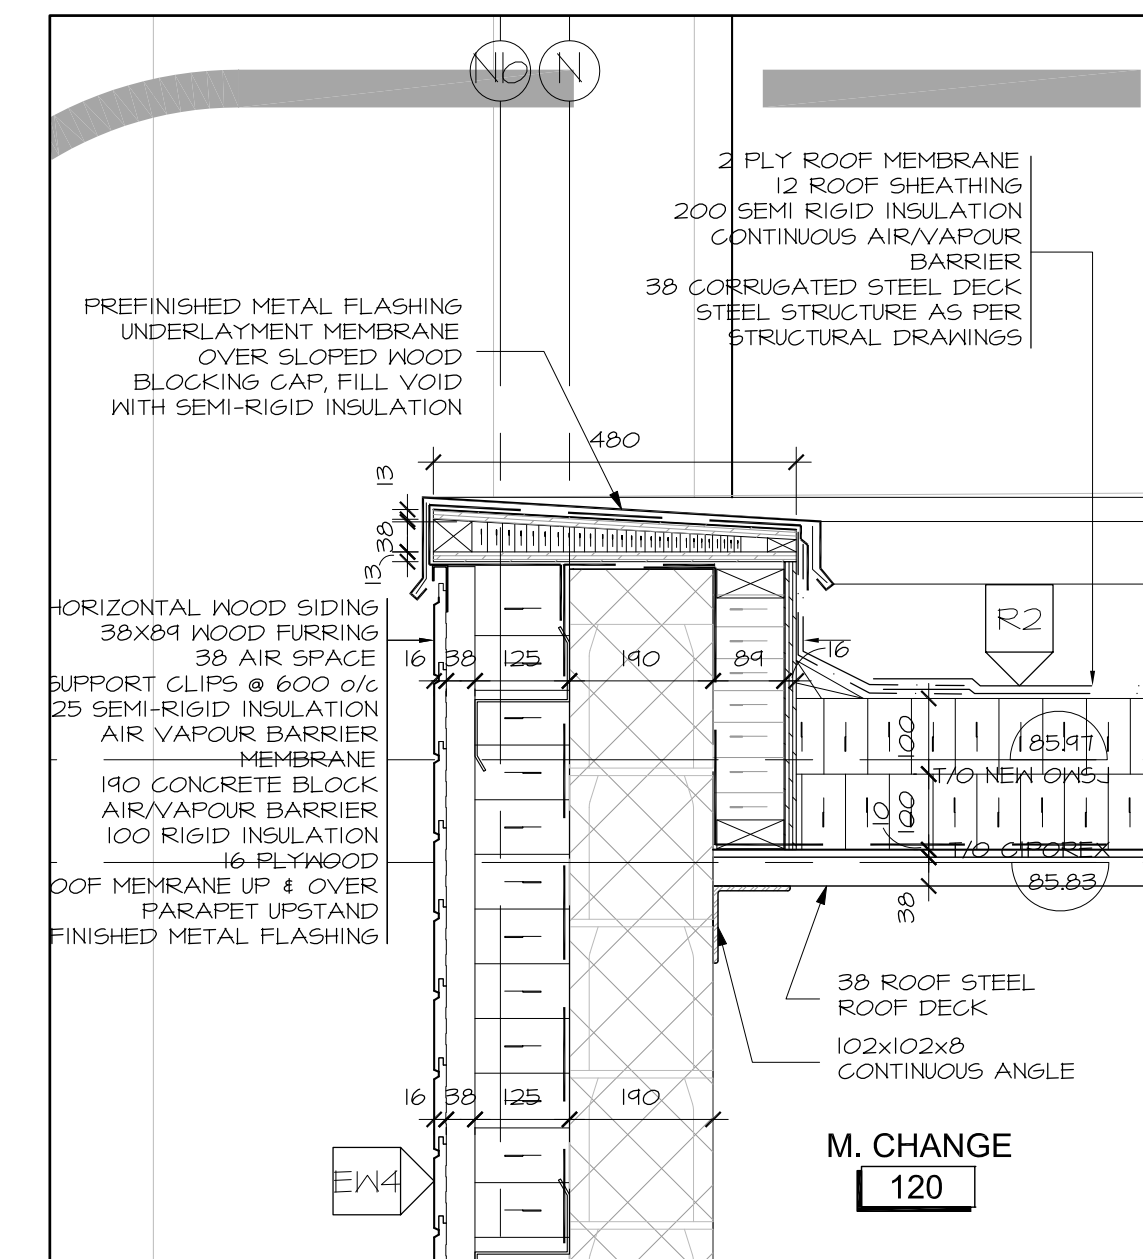 Nb N
2 PLY ROOF MEMBRANE
12 ROOF SHEATHING
200 SEMI RIGID INSULATION
CONTINUOUS AIR/VAPOUR
BARRIER
38 CORRUGATED STEEL DECK
STEEL STRUCTURE AS PER
STRUCTURAL DRAWINGS
PREFINISHED METAL FLASHING
UNDERLAYMENT MEMBRANE
OVER SLOPED WOOD
BLOCKING CAP, FILL VOID
WITH SEMI-RIGID INSULATION
480
13
38
13
HORIZONTAL WOOD SIDING
38X89 WOOD FURRING
38 AIR SPACE
SUPPORT CLIPS @ 600 o/c
25 SEMI-RIGID INSULATION
AIR VAPOUR BARRIER
MEMBRANE
190 CONCRETE BLOCK
AIR/VAPOUR BARRIER
100 RIGID INSULATION
16 PLYWOOD
OOF MEMRANE UP & OVER
PARAPET UPSTAND
FINISHED METAL FLASHING
R2
16 38 125 190 89 16
100
85.97
T/O NEW OWSJ
10
100
T/O CIPOREX
85.83
38
38 ROOF STEEL
ROOF DECK
102x102x8
CONTINUOUS ANGLE
16 38 125 190
EW4
M. CHANGE
120